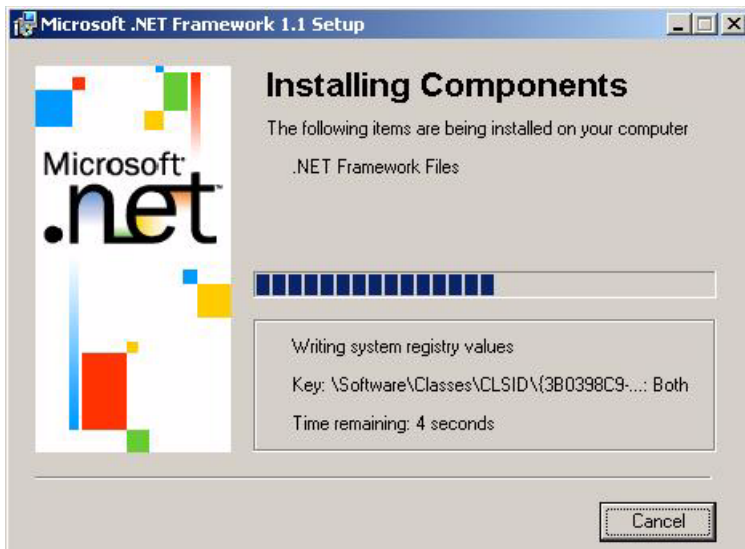 Microsoft .NET Framework 1.1 Setup
Installing Components
The following items are being installed on your computer
.NET Framework Files
Microsoft
.net
Writing system registry values
Key: \Software\Classes\CLSID\{3B0398C9-...: Both
Time remaining: 4 seconds
Cancel